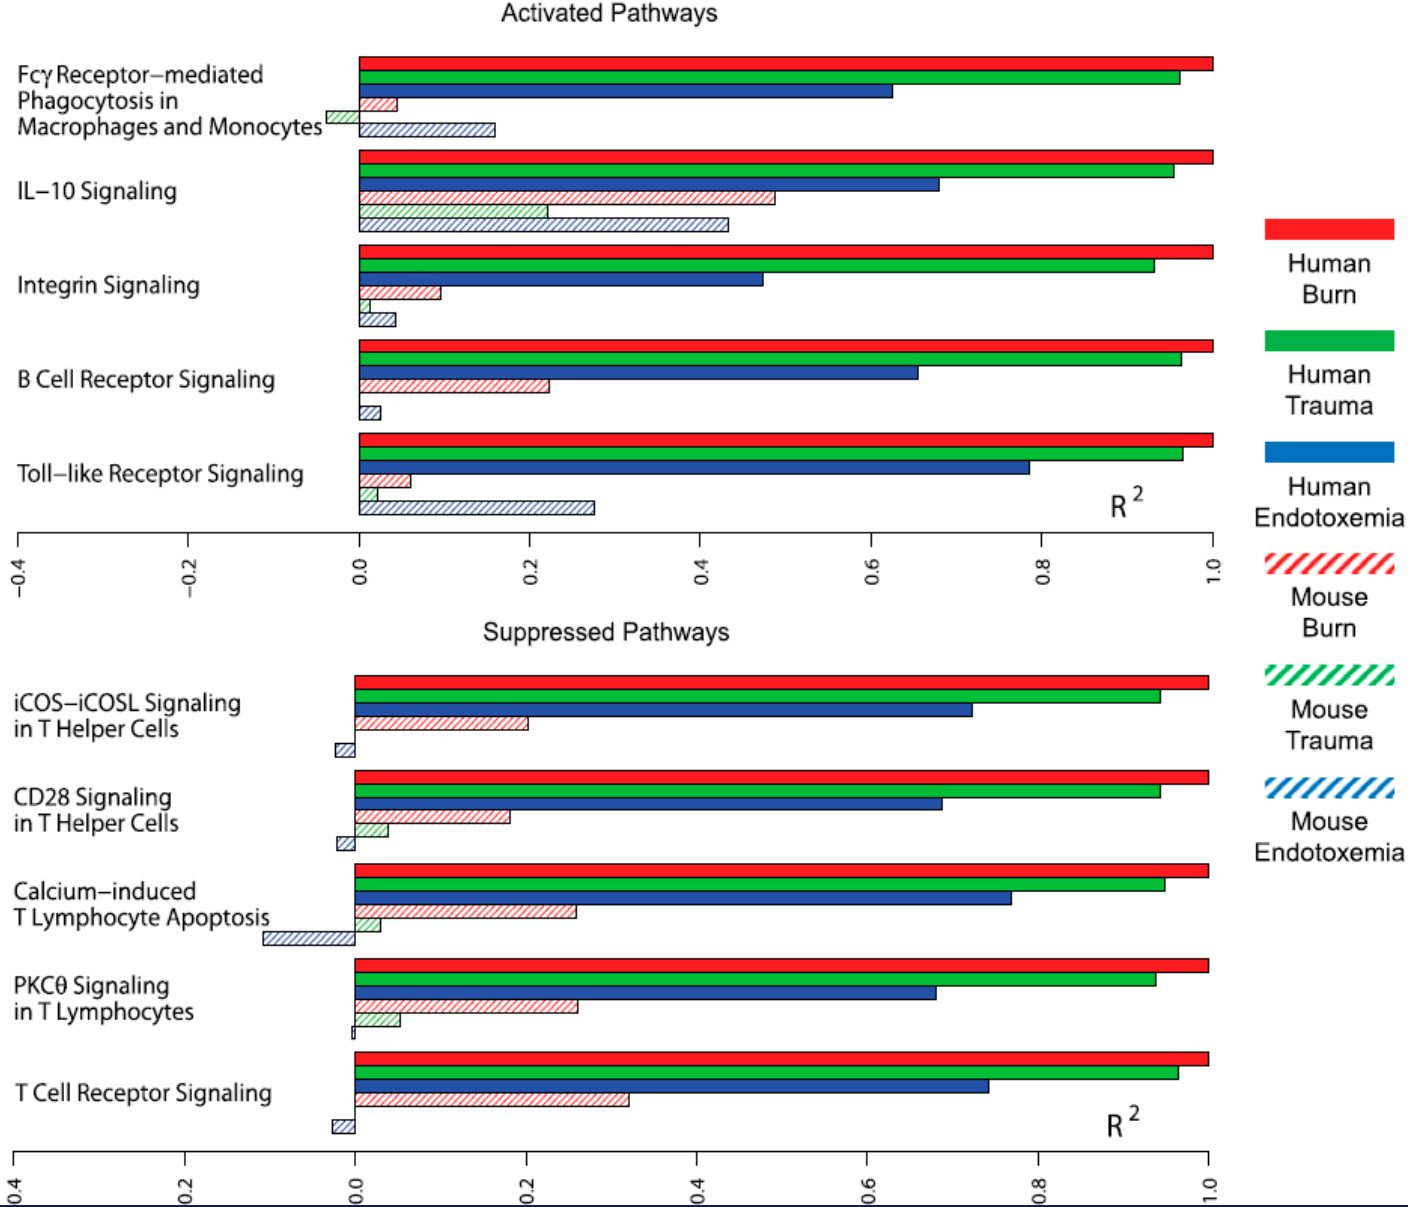 Activated Pathways
Fcγ Receptor–mediated
Phagocytosis in
Macrophages and Monocytes
IL–10 Signaling
Integrin Signaling
B Cell Receptor Signaling
Toll–like Receptor Signaling
R²
−0.4
−0.2
0.0
0.2
0.4
0.6
0.8
1.0
Suppressed Pathways
iCOS–iCOSL Signaling
in T Helper Cells
CD28 Signaling
in T Helper Cells
Calcium–induced
T Lymphocyte Apoptosis
PKCθ Signaling
in T Lymphocytes
T Cell Receptor Signaling
R²
0.4
0.2
0.0
0.2
0.4
0.6
0.8
1.0
Human
Burn
Human
Trauma
Human
Endotoxemia
Mouse
Burn
Mouse
Trauma
Mouse
Endotoxemia